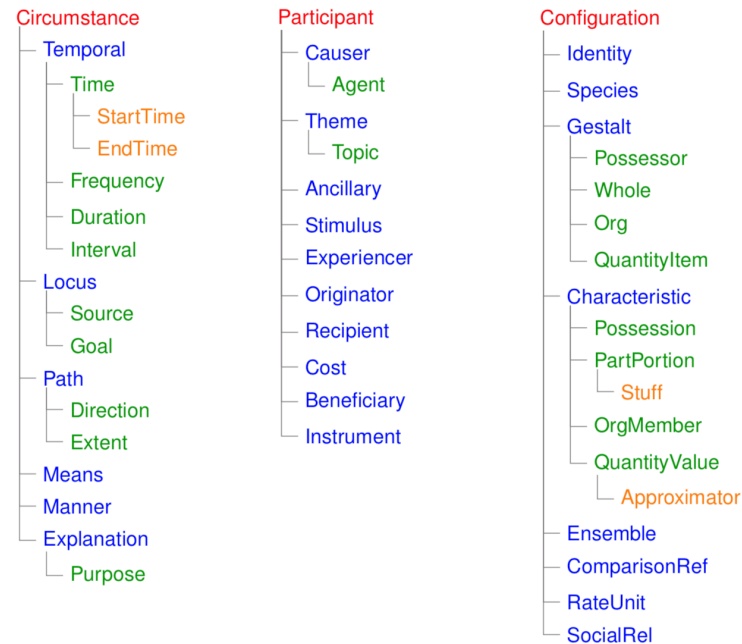 Circumstance
Temporal
Time
StartTime
EndTime
Frequency
Duration
Interval
Locus
Source
Goal
Path
Direction
Extent
Means
Manner
Explanation
Purpose
Participant
Causer
Agent
Theme
Topic
Ancillary
Stimulus
Experiencer
Originator
Recipient
Cost
Beneficiary
Instrument
Configuration
Identity
Species
Gestalt
Possessor
Whole
Org
QuantityItem
Characteristic
Possession
PartPortion
Stuff
OrgMember
QuantityValue
Approximator
Ensemble
ComparisonRef
RateUnit
SocialRel